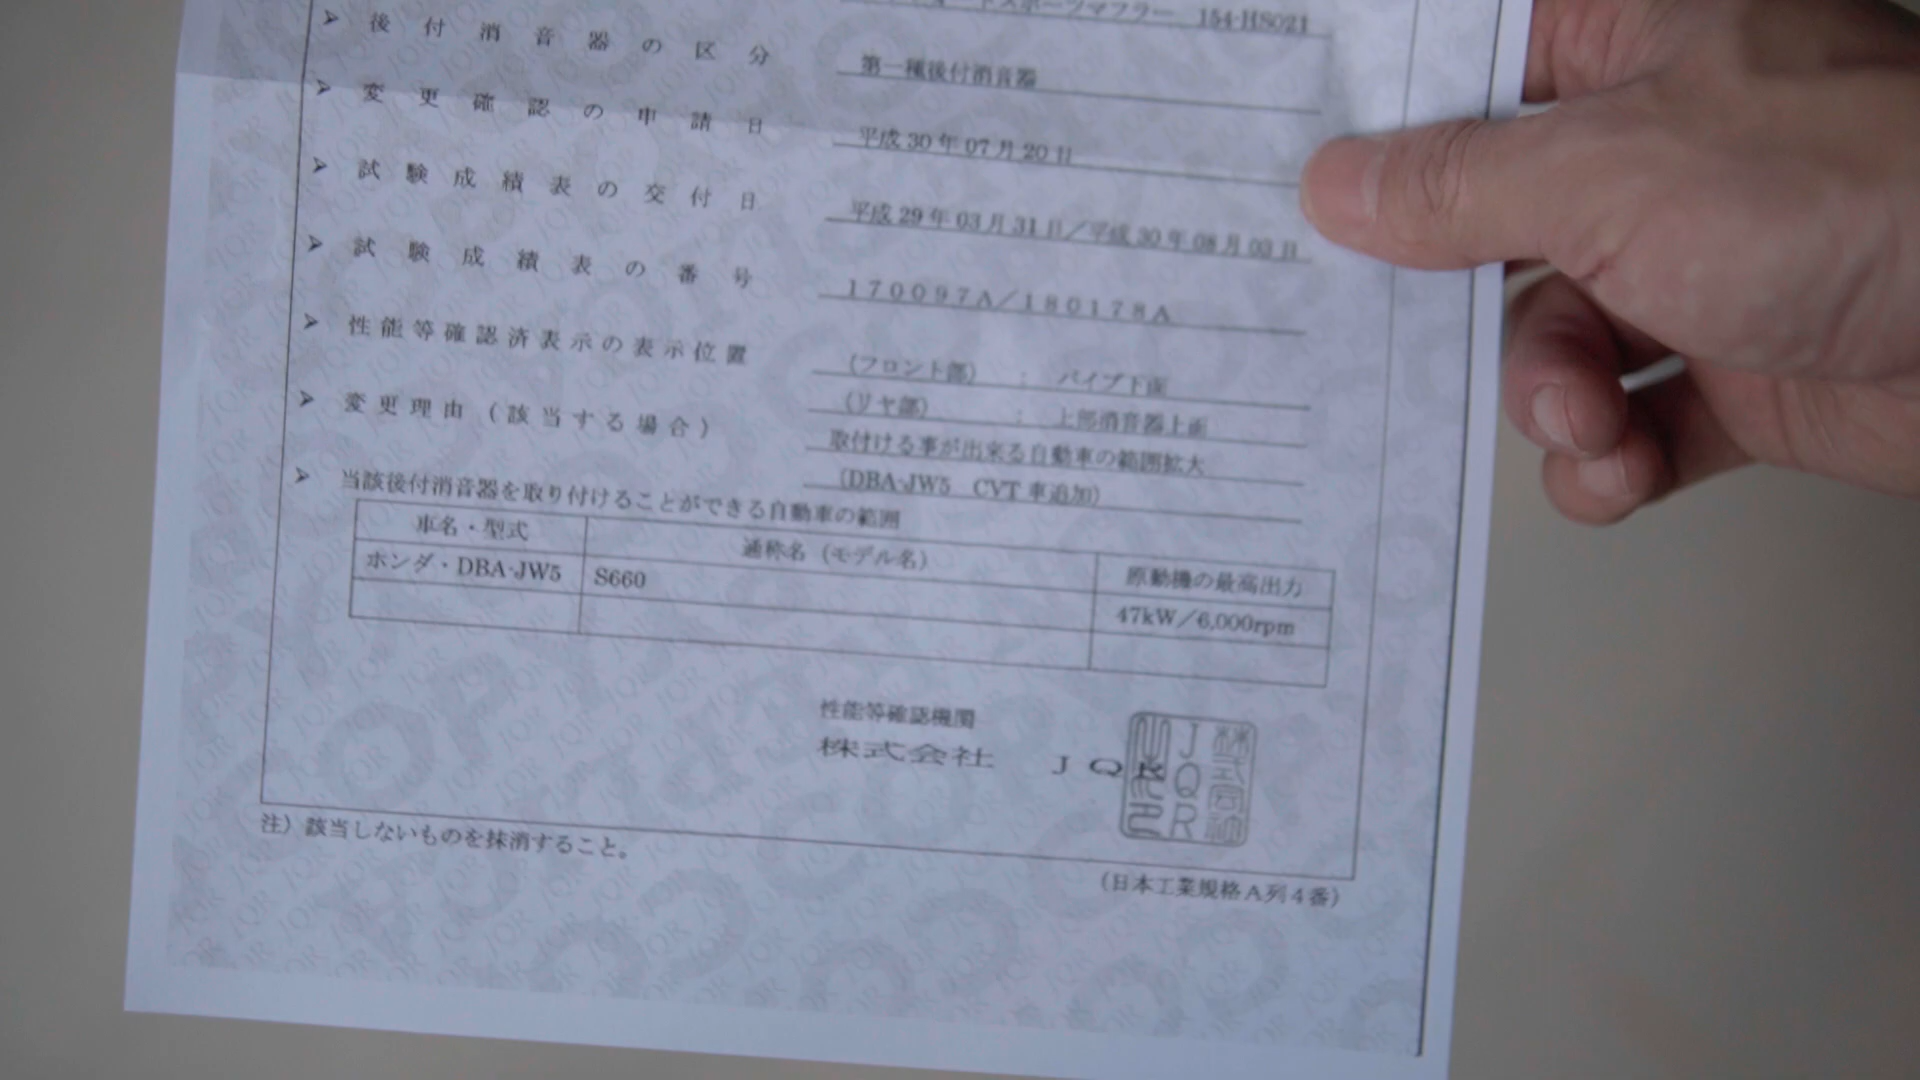 スポーツマフラー 154-HS021
後付消音器の区分 第一種後付消音器
変更確認の申請日 平成30年07月20日
試験成績表の交付日 平成29年03月31日／平成30年08月03日
試験成績表の番号 170097A／180178A
性能等確認済表示の表示位置 (フロント部) : パイプ下面
(リヤ部) : 上部消音器上面
変更理由(該当する場合) 取付ける事が出来る自動車の範囲拡大
(DBA-JW5 CVT車追加)
当該後付消音器を取り付けることができる自動車の範囲
車名・型式 通称名(モデル名) 原動機の最高出力
ホンダ・DBA-JW5 S660 47kW／6,000rpm
性能等確認機関
株式会社 JQR
株式会社
JQR
注）該当しないものを抹消すること。
(日本工業規格A列4番)